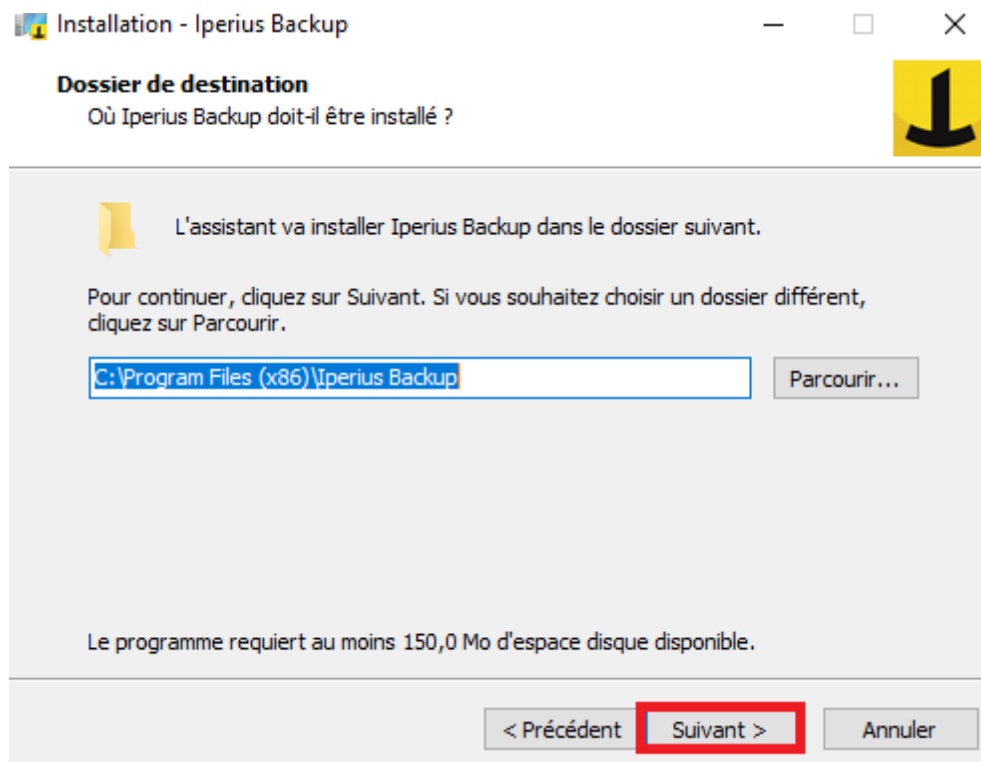 Installation - Iperius Backup
Dossier de destination
Où Iperius Backup doit-il être installé ?
L'assistant va installer Iperius Backup dans le dossier suivant.
Pour continuer, cliquez sur Suivant. Si vous souhaitez choisir un dossier différent,
cliquez sur Parcourir.
C:\Program Files (x86)\Iperius Backup
Parcourir...
Le programme requiert au moins 150,0 Mo d'espace disque disponible.
< Précédent
Suivant >
Annuler